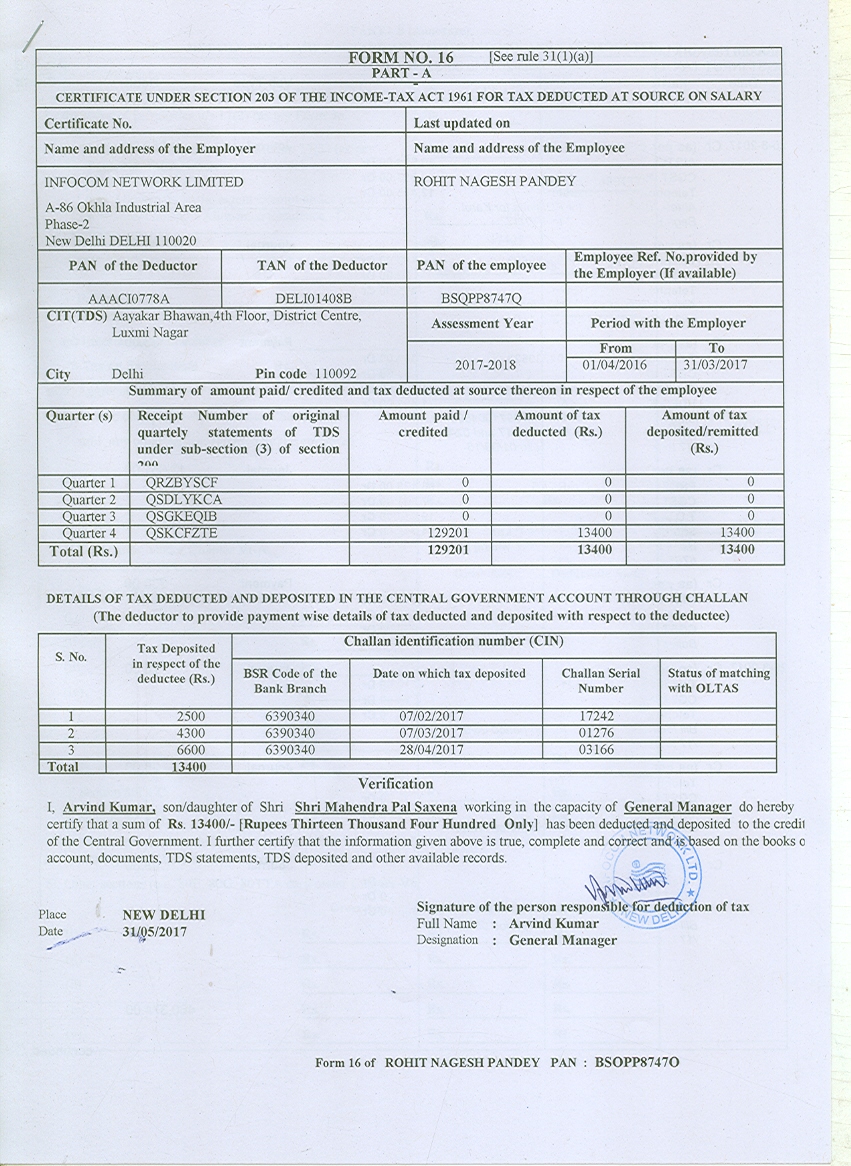 FORM NO. 16 [See rule 31(1)(a)]
PART - A
CERTIFICATE UNDER SECTION 203 OF THE INCOME-TAX ACT 1961 FOR TAX DEDUCTED AT SOURCE ON SALARY
Certificate No. Last updated on
Name and address of the Employer Name and address of the Employee
INFOCOM NETWORK LIMITED ROHIT NAGESH PANDEY
A-86 Okhla Industrial Area
Phase-2
New Delhi DELHI 110020
PAN of the Deductor TAN of the Deductor PAN of the employee Employee Ref. No.provided by
the Employer (If available)
AAACI0778A DELI01408B BSQPP8747Q
CIT(TDS) Aayakar Bhawan,4th Floor, District Centre,
Luxmi Nagar
Assessment Year Period with the Employer
From To
City Delhi Pin code 110092 2017-2018 01/04/2016 31/03/2017
Summary of amount paid/ credited and tax deducted at source thereon in respect of the employee
Quarter (s) Receipt Number of original Amount paid / Amount of tax Amount of tax
quartely statements of TDS credited deducted (Rs.) deposited/remitted
under sub-section (3) of section (Rs.)
200
Quarter 1 QRZBYSCF 0 0 0
Quarter 2 QSDLYKCA 0 0 0
Quarter 3 QSGKEQIB 0 0 0
Quarter 4 QSKCFZTE 129201 13400 13400
Total (Rs.) 129201 13400 13400
DETAILS OF TAX DEDUCTED AND DEPOSITED IN THE CENTRAL GOVERNMENT ACCOUNT THROUGH CHALLAN
(The deductor to provide payment wise details of tax deducted and deposited with respect to the deductee)
S. No. Tax Deposited Challan identification number (CIN)
in respect of the
deductee (Rs.) BSR Code of the Date on which tax deposited Challan Serial Status of matching
Bank Branch Number with OLTAS
1 2500 6390340 07/02/2017 17242
2 4300 6390340 07/03/2017 01276
3 6600 6390340 28/04/2017 03166
Total 13400
Verification
I, Arvind Kumar, son/daughter of Shri Shri Mahendra Pal Saxena working in the capacity of General Manager do hereby
certify that a sum of Rs. 13400/- [Rupees Thirteen Thousand Four Hundred Only] has been deducted and deposited to the credit
of the Central Government. I further certify that the information given above is true, complete and correct and is based on the books o
account, documents, TDS statements, TDS deposited and other available records.
NETWORK LTD. ★
NEW DELHI
Signature of the person responsible for deduction of tax
Place NEW DELHI Full Name : Arvind Kumar
Date 31/05/2017 Designation : General Manager
Form 16 of ROHIT NAGESH PANDEY PAN : BSOPP8747O